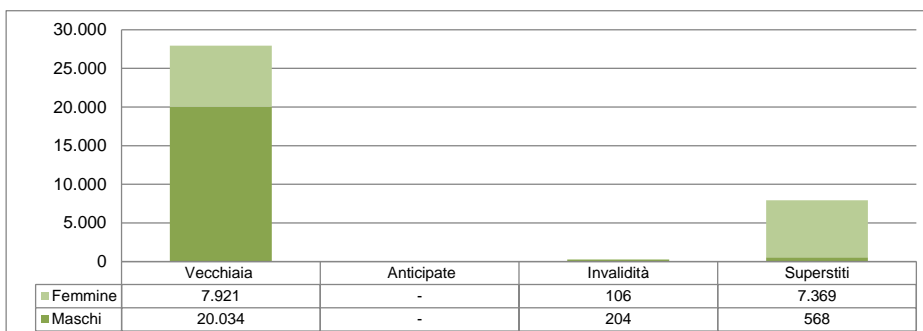 30.000
25.000
20.000
15.000
10.000
5.000
0
Vecchiaia Anticipate Invalidità Superstiti
Femmine 7.921 - 106 7.369
Maschi 20.034 - 204 568